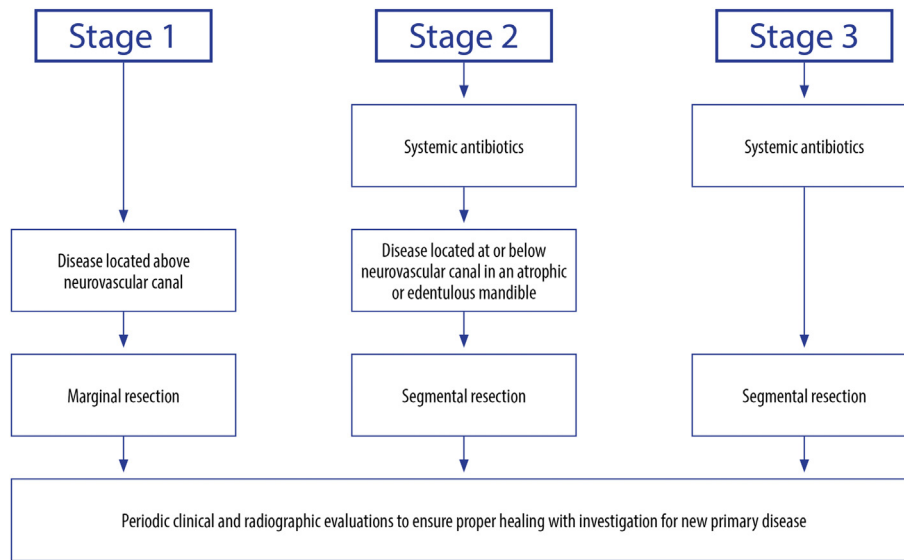 Stage 1
Stage 2
Stage 3
Systemic antibiotics
Systemic antibiotics
Disease located above
neurovascular canal
Disease located at or below
neurovascular canal in an atrophic
or edentulous mandible
Marginal resection
Segmental resection
Segmental resection
Periodic clinical and radiographic evaluations to ensure proper healing with investigation for new primary disease